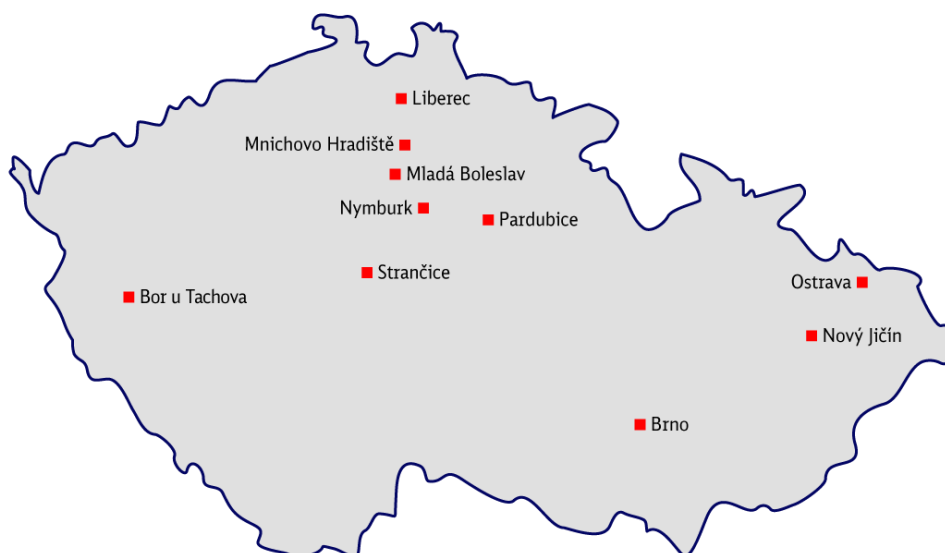 Liberec
Mnichovo Hradiště
Mladá Boleslav
Nymburk
Pardubice
Strančice
Ostrava
Bor u Tachova
Nový Jičín
Brno